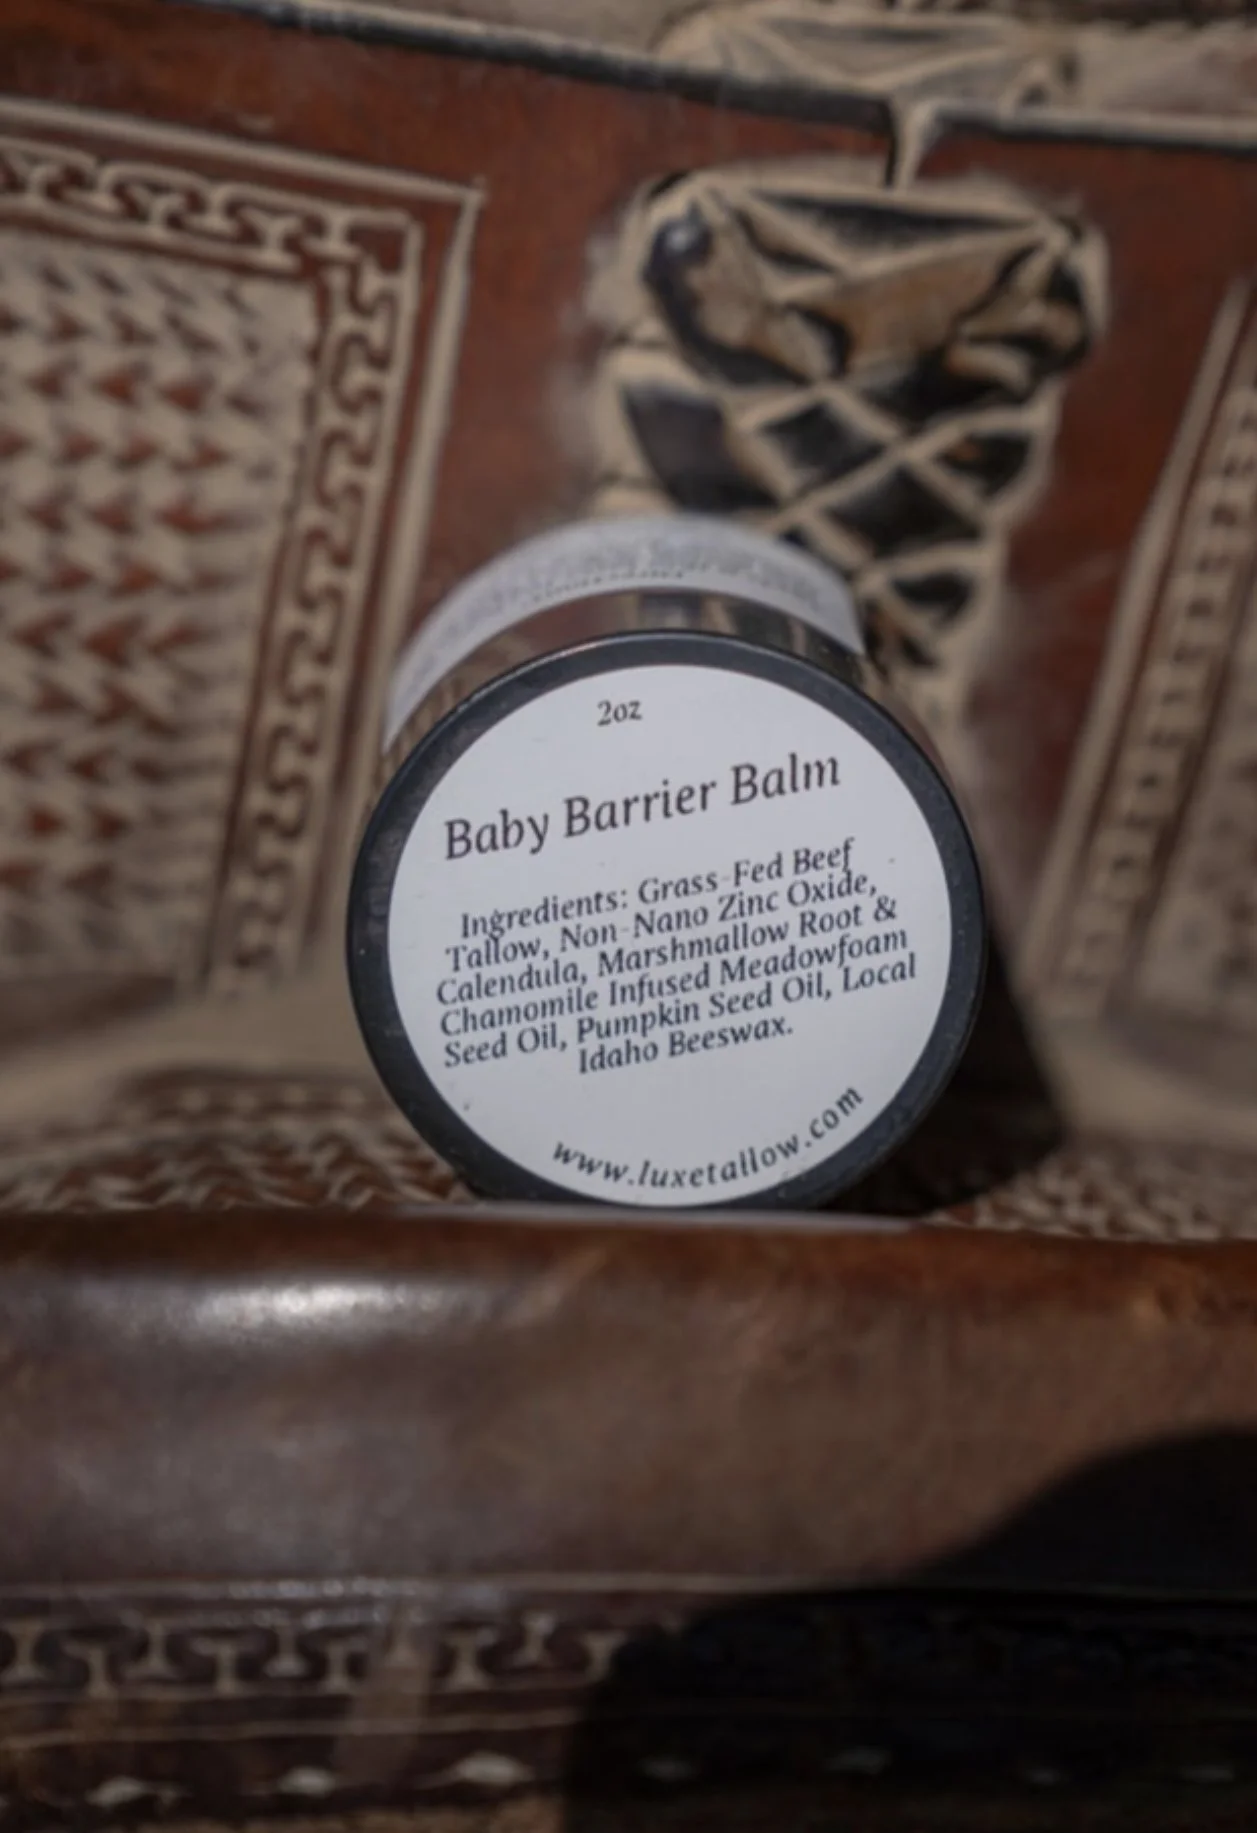 2oz
Baby Barrier Balm
Ingredients: Grass-Fed Beef
Tallow, Non-Nano Zinc Oxide,
Calendula, Marshmallow Root &
Chamomile Infused Meadowfoam
Seed Oil, Pumpkin Seed Oil, Local
Idaho Beeswax.
www.luxetallow.com